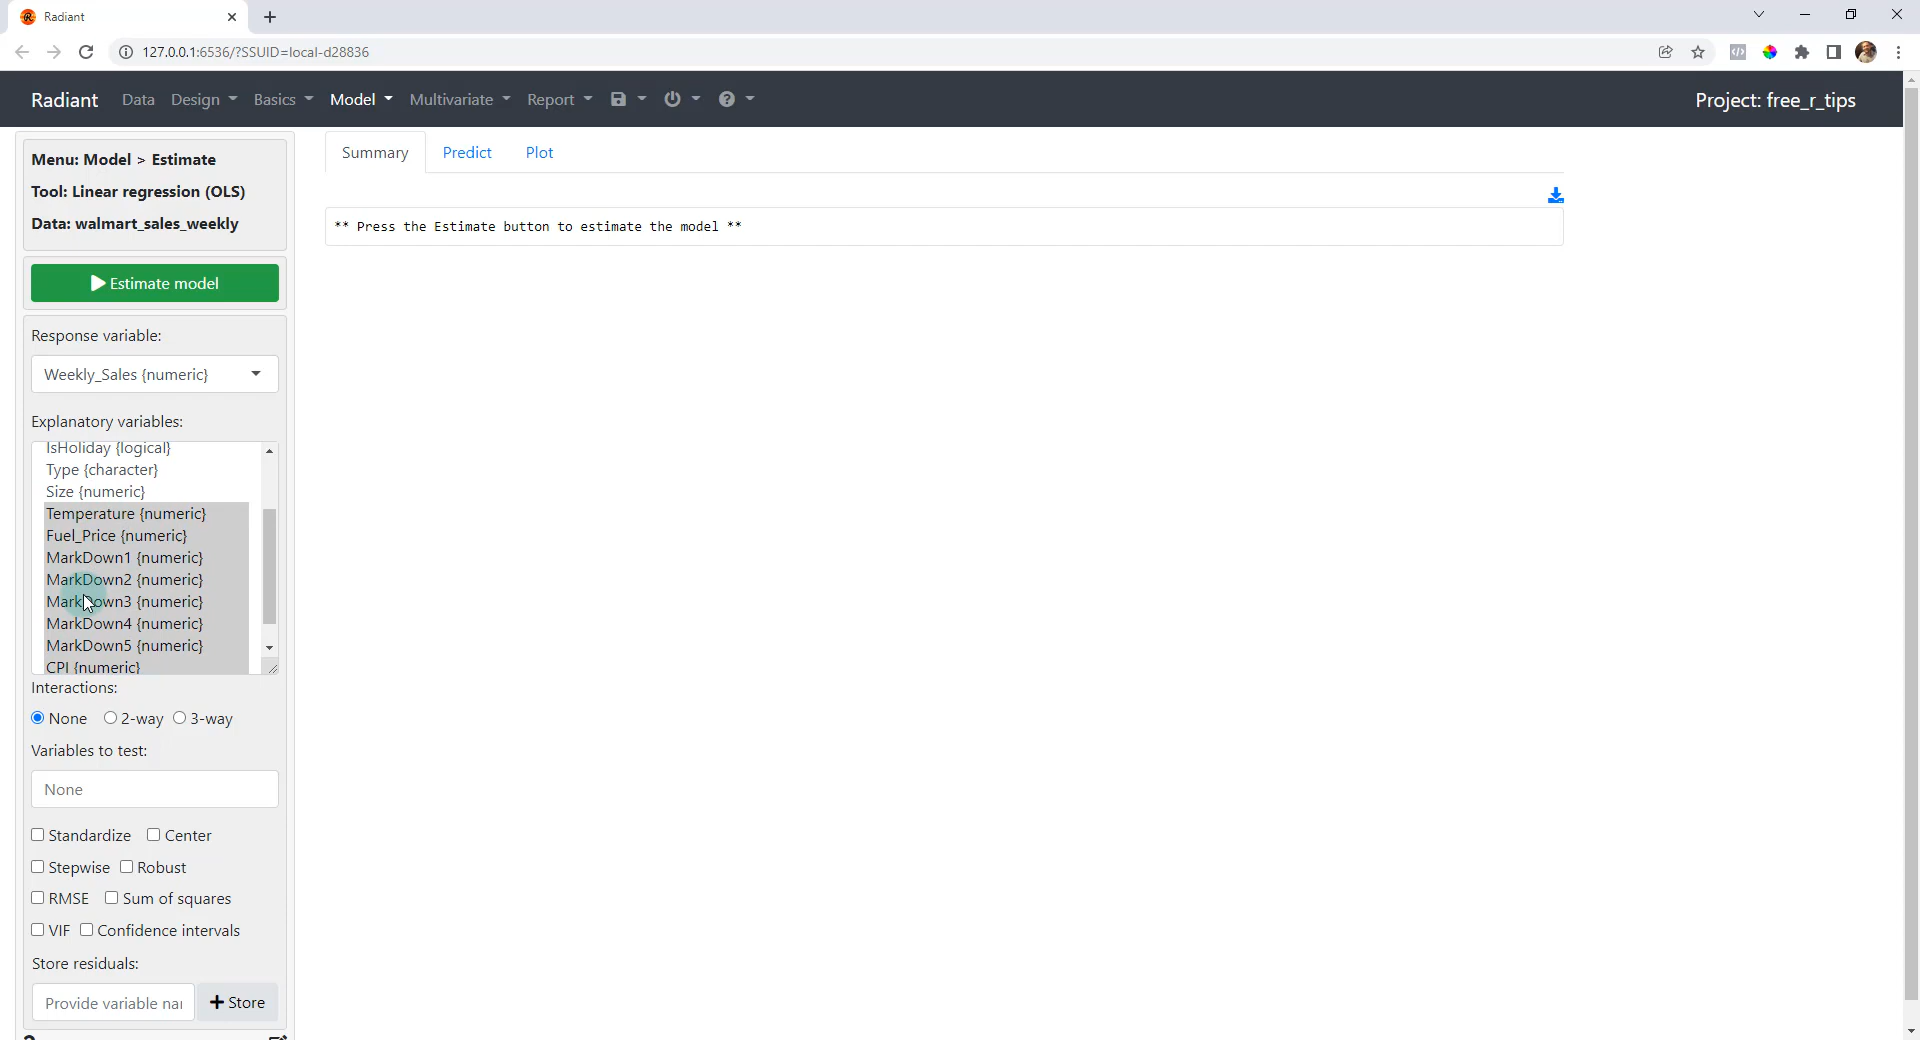 Radiant
127.0.0.1:6536/?SSUID=local-d28836
Radiant Data Design Basics Model Multivariate Report Project: free_r_tips
Menu: Model > Estimate
Tool: Linear regression (OLS)
Data: walmart_sales_weekly
Estimate model
Response variable:
Weekly_Sales {numeric}
Explanatory variables:
IsHoliday {logical}
Type {character}
Size {numeric}
Temperature {numeric}
Fuel_Price {numeric}
MarkDown1 {numeric}
MarkDown2 {numeric}
MarkDown3 {numeric}
MarkDown4 {numeric}
MarkDown5 {numeric}
CPI {numeric}
Interactions:
None 2-way 3-way
Variables to test:
None
Standardize Center
Stepwise Robust
RMSE Sum of squares
VIF Confidence intervals
Store residuals:
Provide variable nar + Store
Summary Predict Plot
** Press the Estimate button to estimate the model **